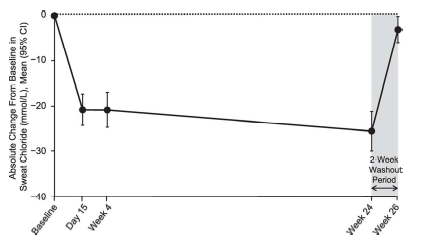 Absolute Change From Baseline in
Sweat Chloride (mmol/L), Mean (95% CI)
0
−10
−20
−30
−40
2-Week
Washout
Period
Baseline
Day 15
Week 4
Week 24
Week 26